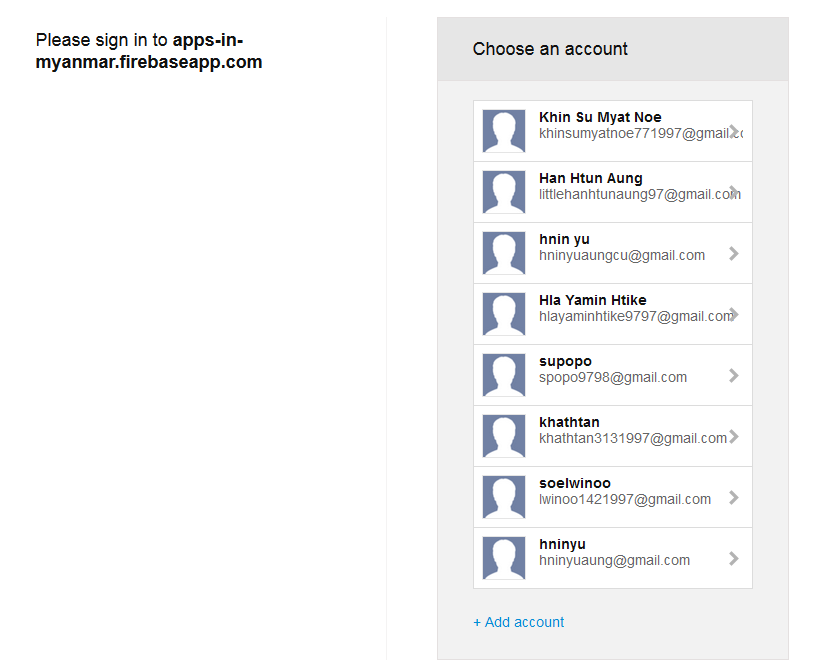 Please sign in to apps-in-
myanmar.firebaseapp.com
Choose an account
Khin Su Myat Noe
khinsumyatnoe771997@gmail.co
Han Htun Aung
littlehanhtunaung97@gmail.com
hnin yu
hninyuaungcu@gmail.com
Hla Yamin Htike
hlayaminhtike9797@gmail.com
supopo
spopo9798@gmail.com
khathtan
khathtan3131997@gmail.com
soelwinoo
lwinoo1421997@gmail.com
hninyu
hninyuaung@gmail.com
+ Add account